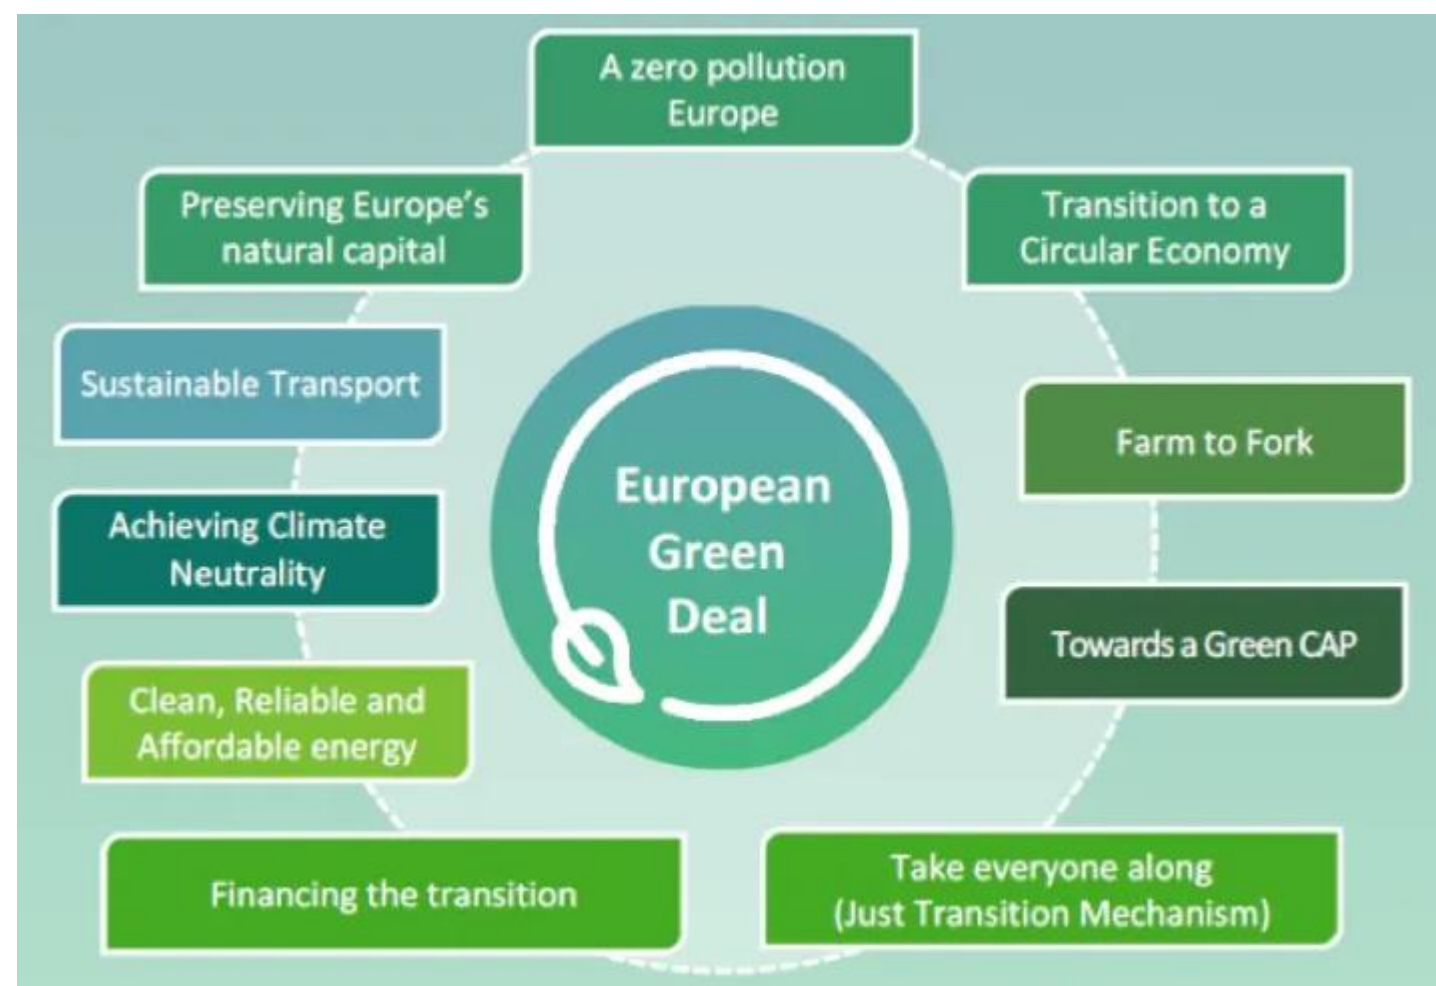 A zero pollution
Europe
Preserving Europe's
natural capital
Transition to a
Circular Economy
Sustainable Transport
Farm to Fork
European
Green
Deal
Achieving Climate
Neutrality
Towards a Green CAP
Clean, Reliable and
Affordable energy
Financing the transition
Take everyone along
(Just Transition Mechanism)